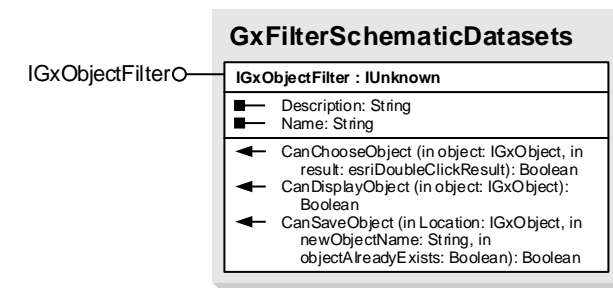 GxFilterSchematicDatasets
IGxObjectFilter
IGxObjectFilter : IUnknown
Description: String
Name: String
CanChooseObject (in object: IGxObject, in
result: esriDoubleClickResult): Boolean
CanDisplayObject (in object: IGxObject):
Boolean
CanSaveObject (in Location: IGxObject, in
newObjectName: String, in
objectAlreadyExists: Boolean): Boolean